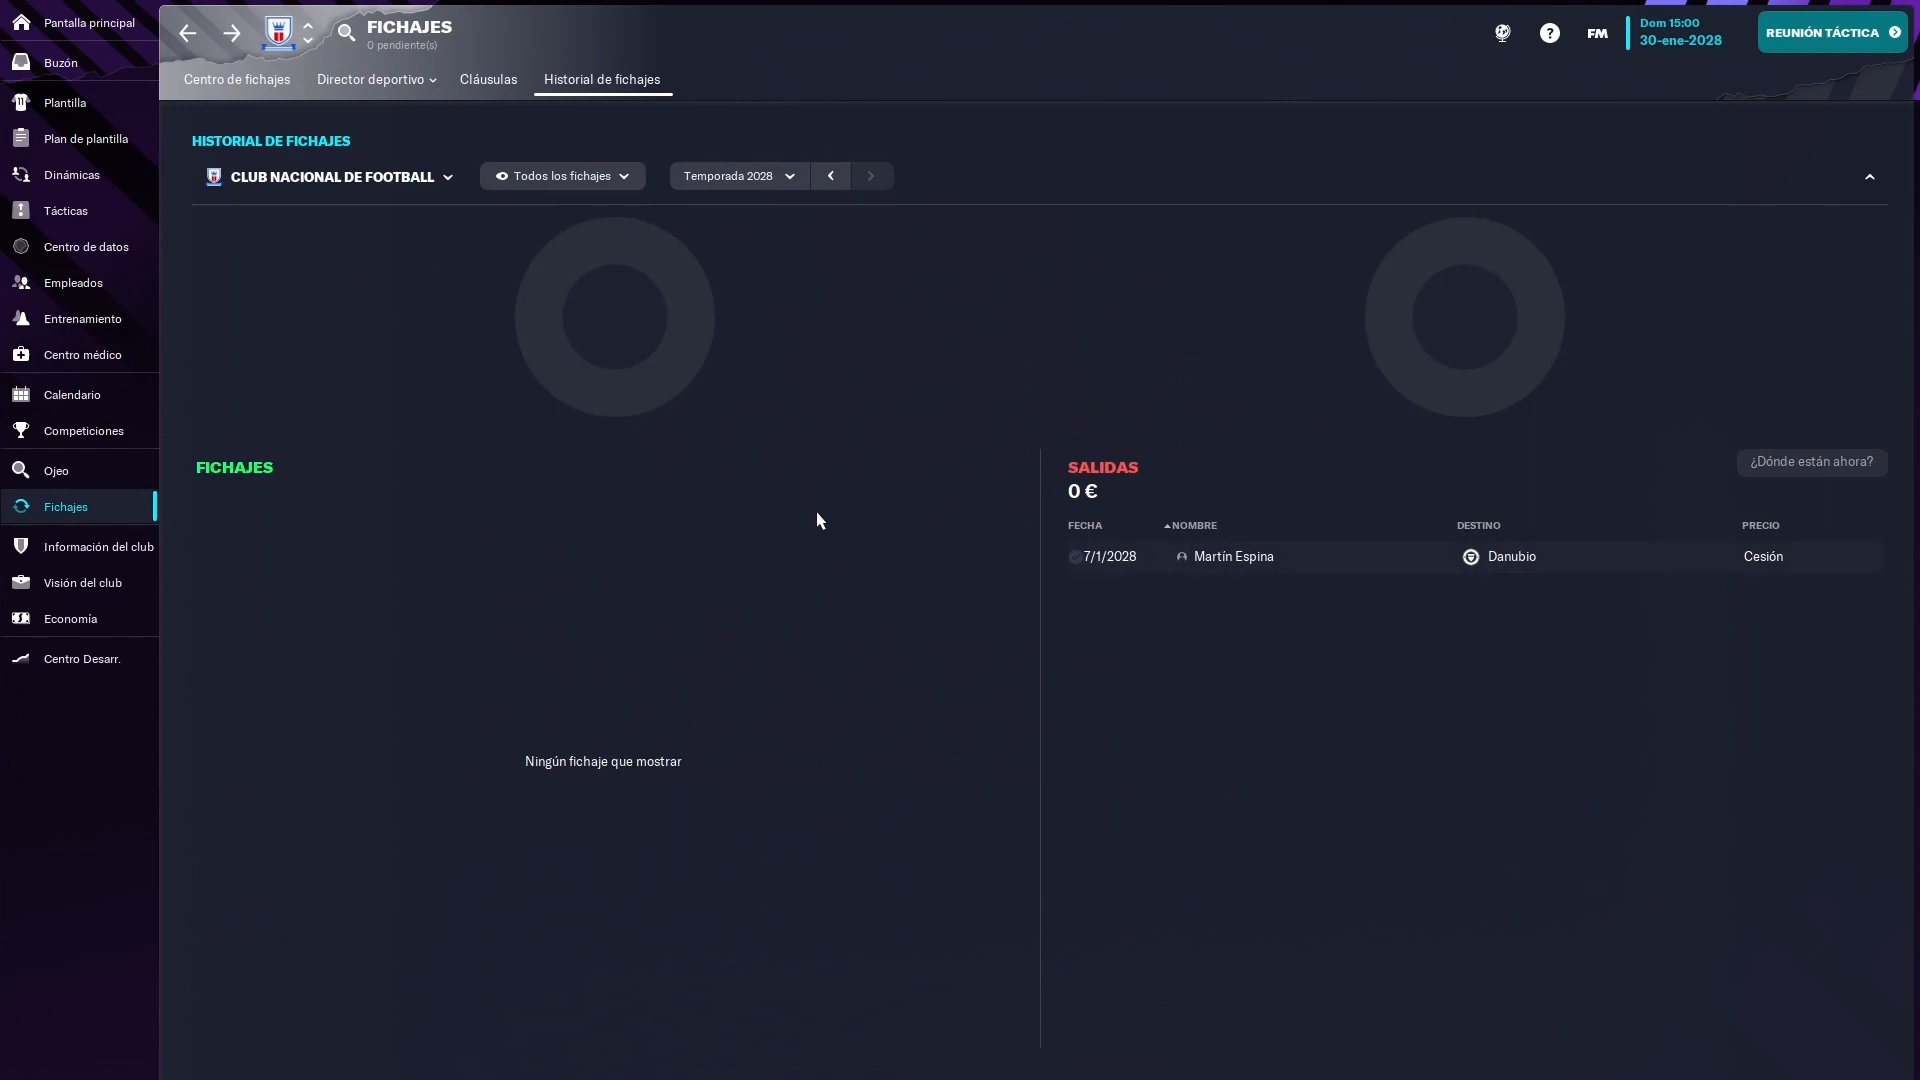 Pantalla principal
Buzón
Plantilla
Plan de plantilla
Dinámicas
Tácticas
Centro de datos
Empleados
Entrenamiento
Centro médico
Calendario
Competiciones
Ojeo
Fichajes
Información del club
Visión del club
Economía
Centro Desarr.
FICHAJES
0 pendiente(s)
? FM
Dom 15:00
30-ene-2028
REUNIÓN TÁCTICA
Centro de fichajes Director deportivo Cláusulas Historial de fichajes
HISTORIAL DE FICHAJES
CLUB NACIONAL DE FOOTBALL Todos los fichajes Temporada 2028
FICHAJES
Ningún fichaje que mostrar
SALIDAS ¿Dónde están ahora?
0 €
FECHA NOMBRE DESTINO PRECIO
7/1/2028 Martín Espina Danubio Cesión